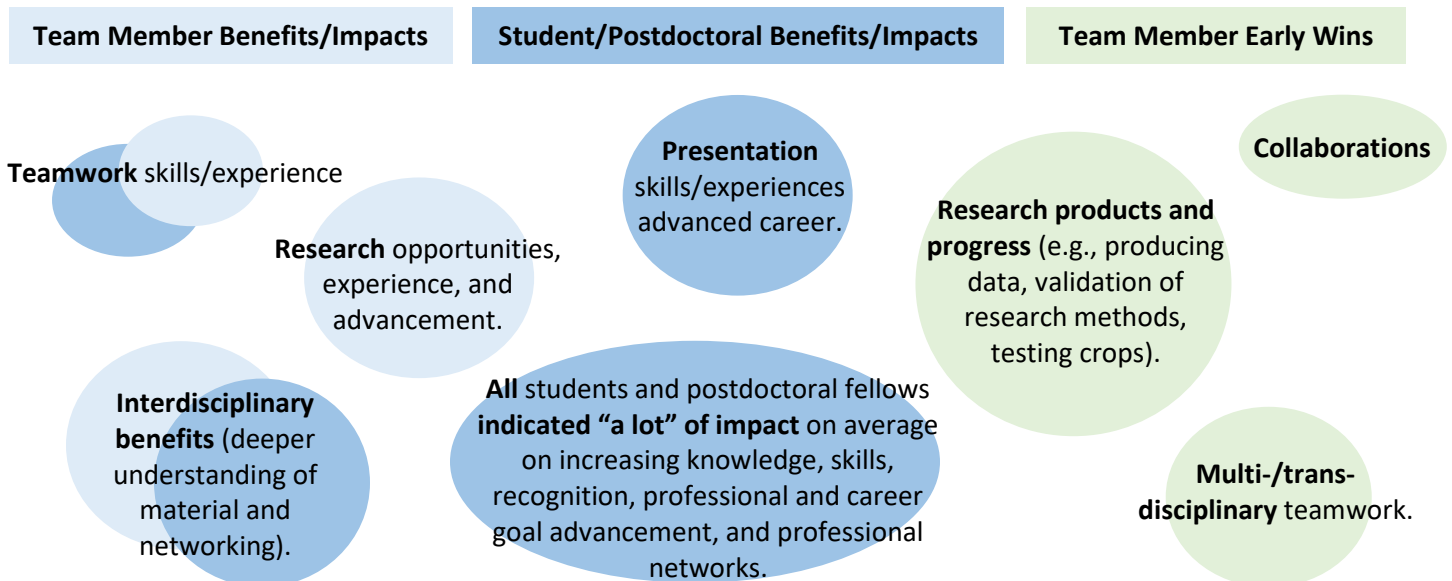 Team Member Benefits/Impacts
Student/Postdoctoral Benefits/Impacts
Team Member Early Wins
Teamwork skills/experience
Research opportunities,
experience, and
advancement.
Interdisciplinary
benefits (deeper
understanding of
material and
networking).
Presentation
skills/experiences
advanced career.
All students and postdoctoral fellows
indicated “a lot” of impact on average
on increasing knowledge, skills,
recognition, professional and career
goal advancement, and professional
networks.
Collaborations
Research products and
progress (e.g., producing
data, validation of
research methods,
testing crops).
Multi-/trans-
disciplinary teamwork.